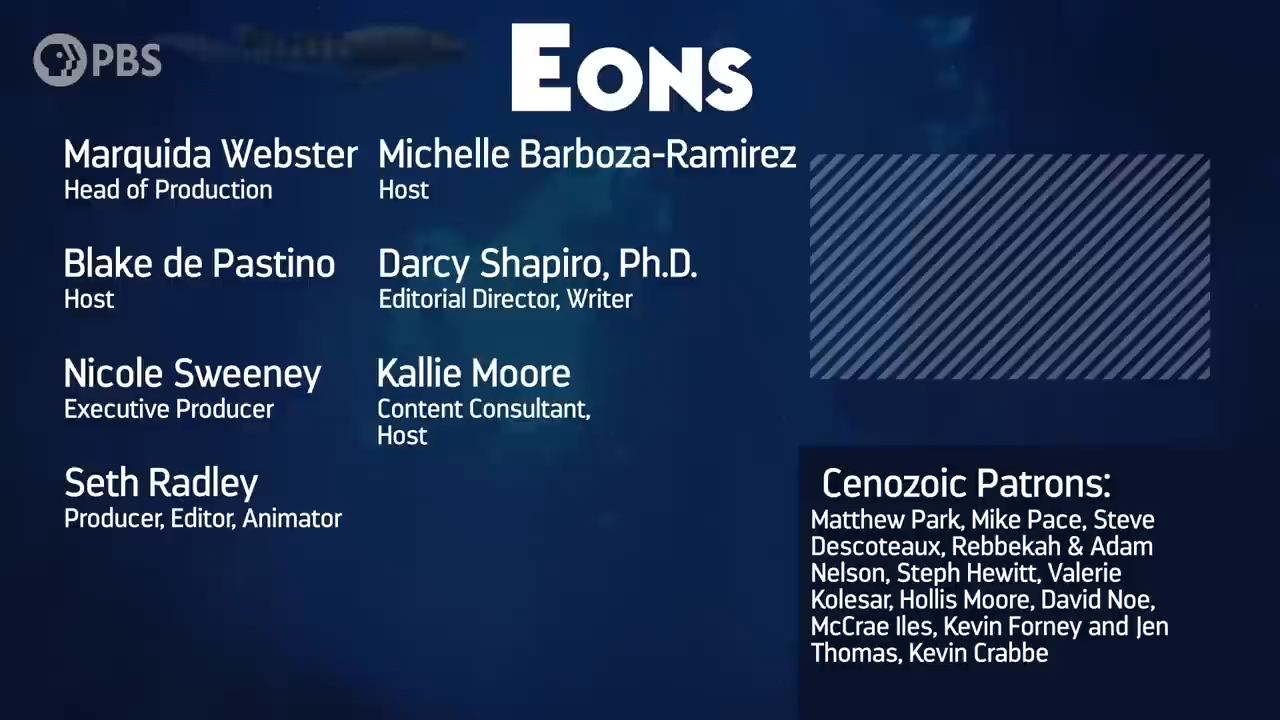 PBS
EONS
Marquida Webster
Head of Production
Michelle Barboza-Ramirez
Host
Blake de Pastino
Host
Darcy Shapiro, Ph.D.
Editorial Director, Writer
Nicole Sweeney
Executive Producer
Kallie Moore
Content Consultant,
Host
Seth Radley
Producer, Editor, Animator
Cenozoic Patrons:
Matthew Park, Mike Pace, Steve
Descoteaux, Rebbekah & Adam
Nelson, Steph Hewitt, Valerie
Kolesar, Hollis Moore, David Noe,
McCrae Iles, Kevin Forney and Jen
Thomas, Kevin Crabbe